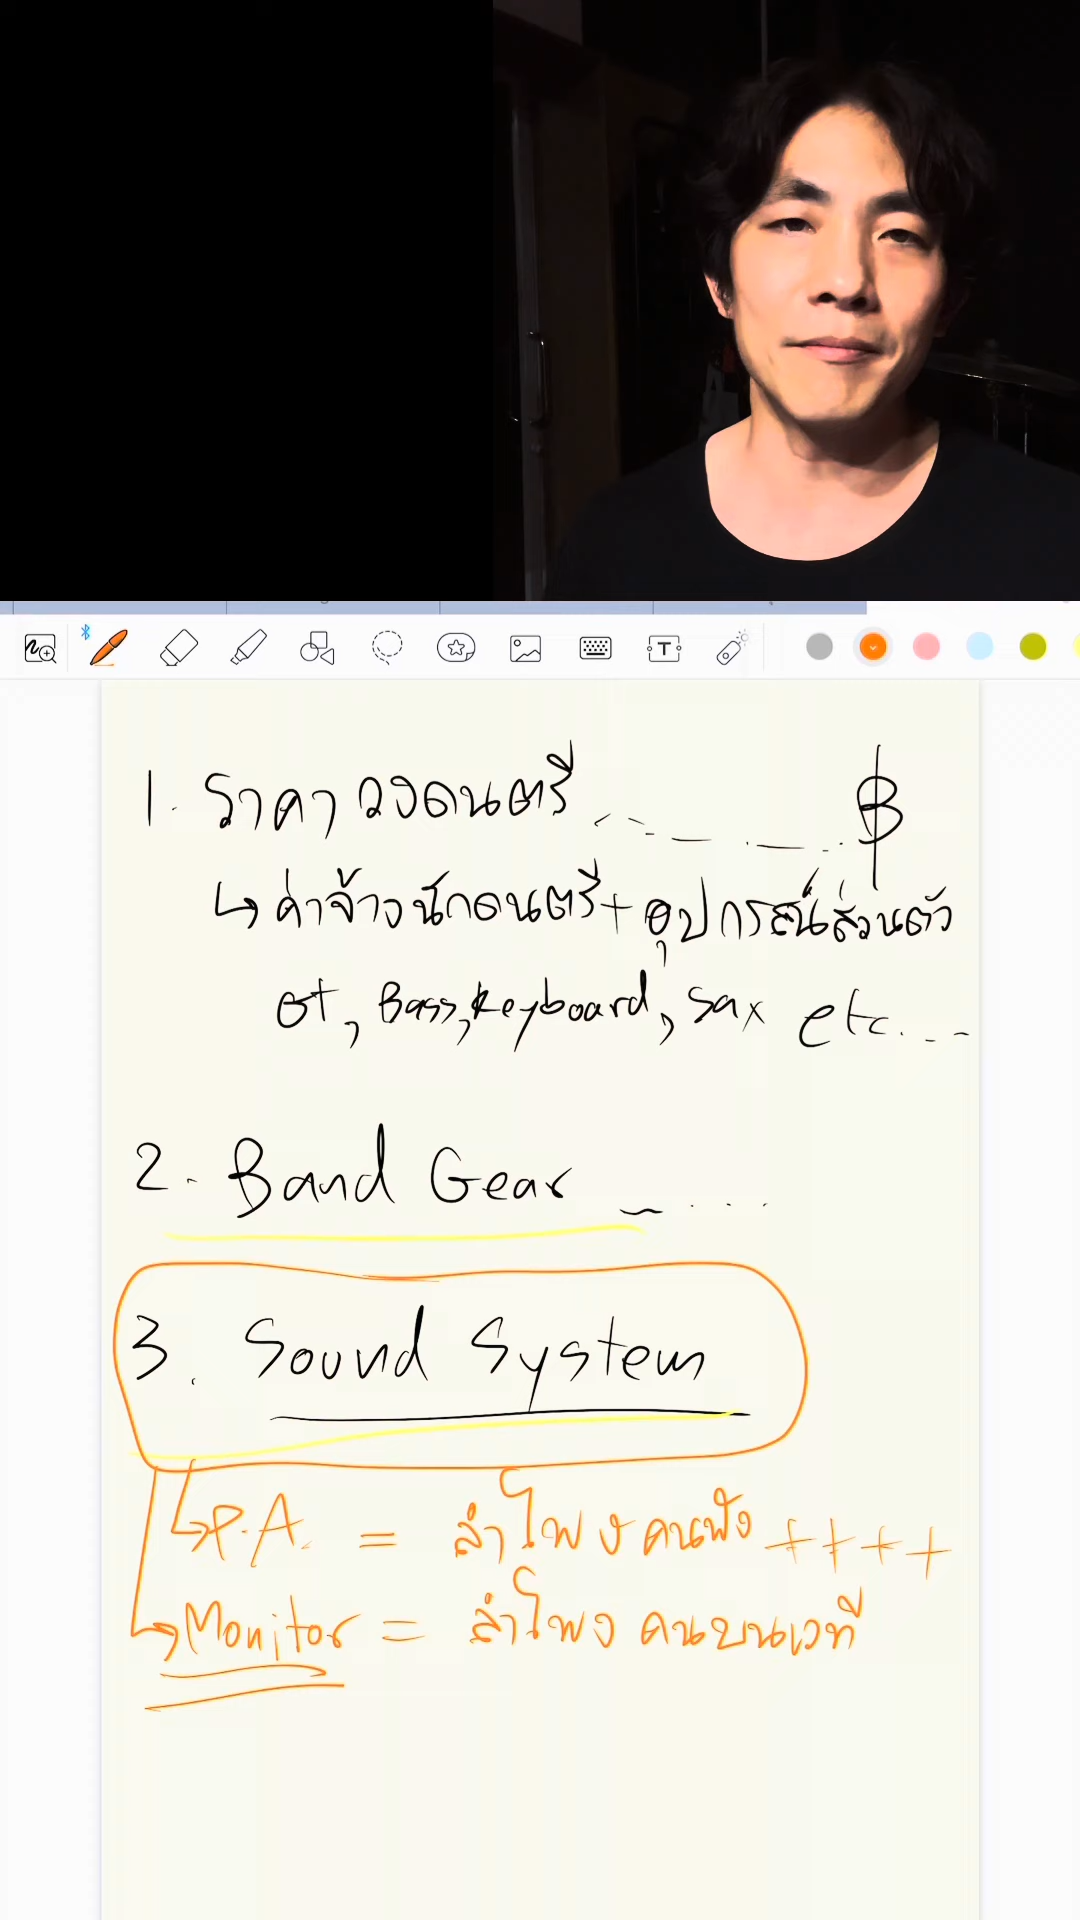 1. ราคาวงดนตรี ........ ฿
↳ ค่าจ้างนักดนตรี + อุปกรณ์ส่วนตัว
Gt, Bass, Keyboard, Sax etc...
2. Band Gear ....
3. Sound System
↳ P.A. = ลำโพงคนฟัง ++++
↳ Monitor = ลำโพง คนบนเวที